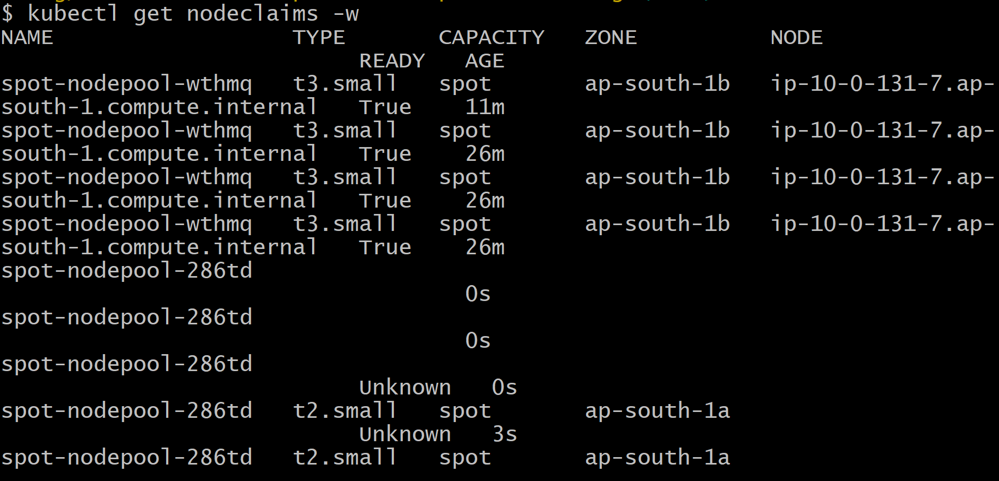 $ kubectl get nodeclaims -w
NAME TYPE CAPACITY ZONE NODE
READY AGE
spot-nodepool-wthmq t3.small spot ap-south-1b ip-10-0-131-7.ap-
south-1.compute.internal True 11m
spot-nodepool-wthmq t3.small spot ap-south-1b ip-10-0-131-7.ap-
south-1.compute.internal True 26m
spot-nodepool-wthmq t3.small spot ap-south-1b ip-10-0-131-7.ap-
south-1.compute.internal True 26m
spot-nodepool-wthmq t3.small spot ap-south-1b ip-10-0-131-7.ap-
south-1.compute.internal True 26m
spot-nodepool-286td
0s
spot-nodepool-286td
0s
spot-nodepool-286td
Unknown 0s
spot-nodepool-286td t2.small spot ap-south-1a
Unknown 3s
spot-nodepool-286td t2.small spot ap-south-1a